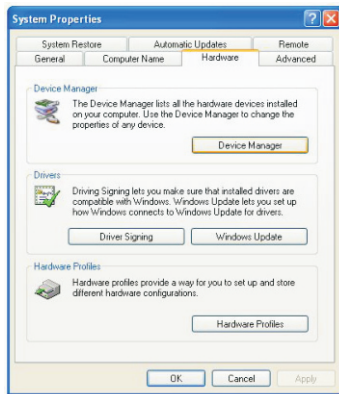 System Properties
System Restore Automatic Updates Remote
General Computer Name Hardware Advanced
Device Manager
The Device Manager lists all the hardware devices installed
on your computer. Use the Device Manager to change the
properties of any device.
Device Manager
Drivers
Driving Signing lets you make sure that installed drivers are
compatible with Windows. Windows Update lets you set up
how Windows connects to Windows Update for drivers.
Driver Signing Windows Update
Hardware Profiles
Hardware profiles provide a way for you to set up and store
different hardware configurations.
Hardware Profiles
OK Cancel Apply